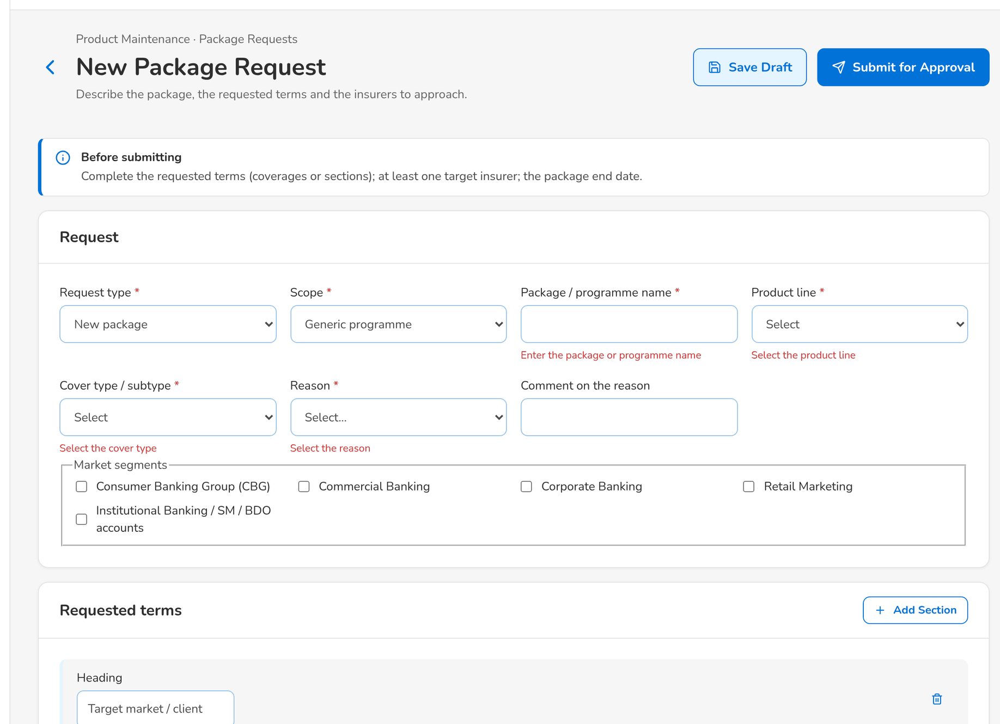 Product Maintenance · Package Requests
New Package Request
Describe the package, the requested terms and the insurers to approach.
Save Draft
Submit for Approval
Before submitting
Complete the requested terms (coverages or sections); at least one target insurer; the package end date.
Request
Request type *
Scope *
Package / programme name *
Product line *
New package
Generic programme
Select
Enter the package or programme name
Select the product line
Cover type / subtype *
Reason *
Comment on the reason
Select
Select...
Select the cover type
Select the reason
Market segments
Consumer Banking Group (CBG)
Commercial Banking
Corporate Banking
Retail Marketing
Institutional Banking / SM / BDO
accounts
Requested terms
+ Add Section
Heading
Target market / client